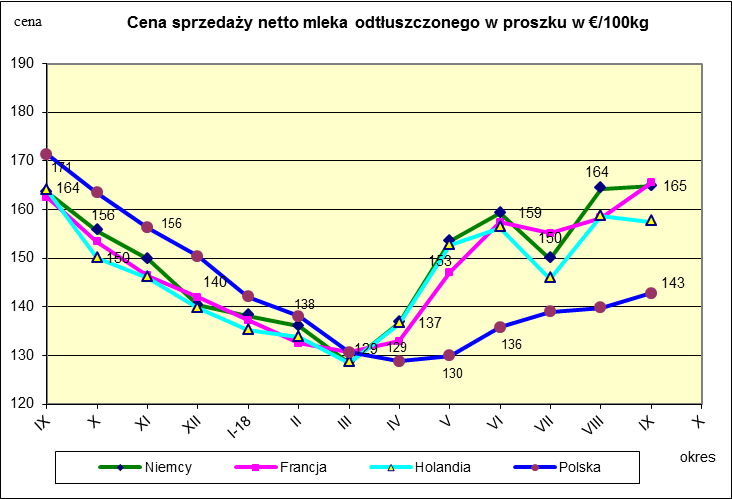 cena
Cena sprzedaży netto mleka odtłuszczonego w proszku w €/100kg
190
180
170
160
150
140
130
120
171
164
156
150
156
140
138
129
129
137
153
130
159
136
150
164
165
143
IX
X
XI
XII
I-18
II
III
IV
V
VI
VII
VIII
IX
X
okres
Niemcy Francja Holandia Polska